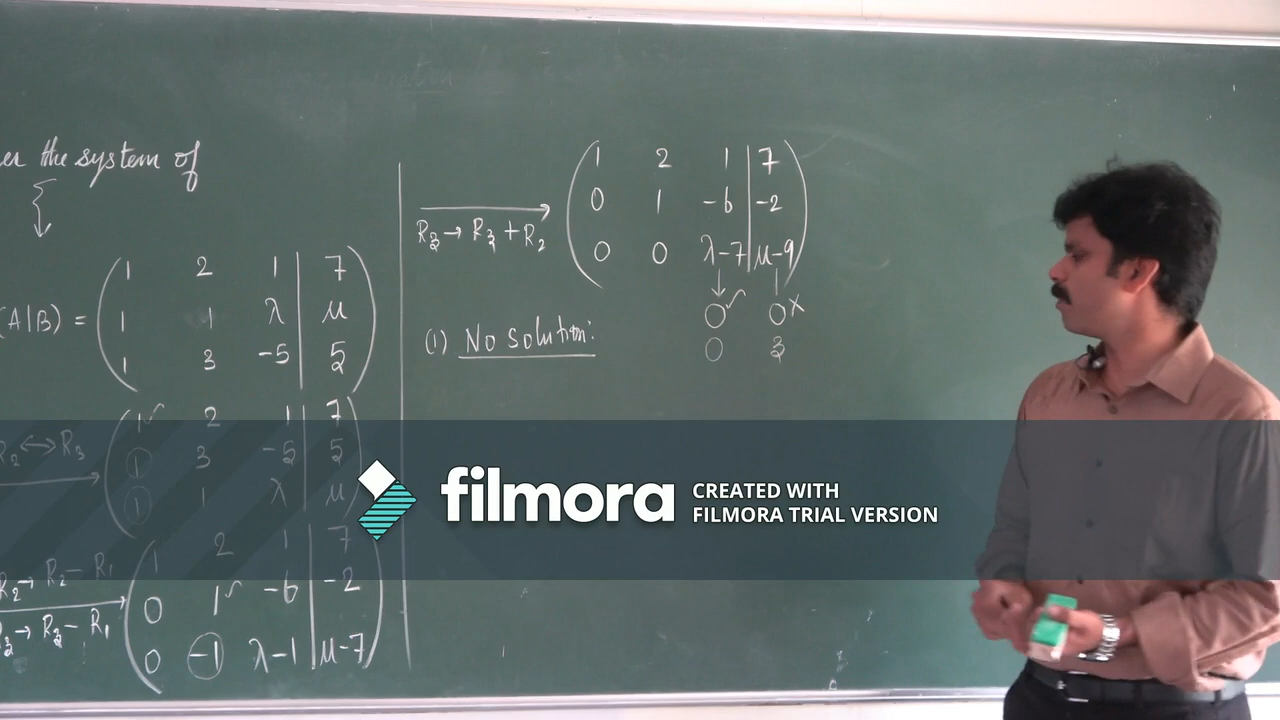 er the system of
(A|B) =
1 2 1 | 7
1 1 λ | μ
1 3 -5 | 5
R₂ ↔ R₃
1 2 1 | 7
1 3 -5 | 5
1 1 λ | μ
R₂ → R₂ - R₁
R₃ → R₃ - R₁
1 2 1 | 7
0 1 -6 | -2
0 -1 λ-1 | μ-7
R₃ → R₃ + R₂
1 2 1 | 7
0 1 -6 | -2
0 0 λ-7 | μ-9
0✓ 0×
0 3
(1) No solution:
filmora
CREATED WITH
FILMORA TRIAL VERSION